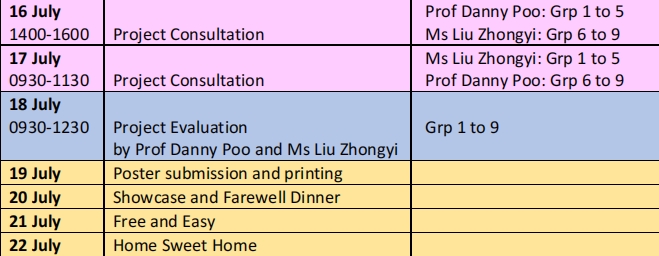 16 July
Prof Danny Poo: Grp 1 to 5
1400-1600 Project Consultation Ms Liu Zhongyi: Grp 6 to 9
17 July
Ms Liu Zhongyi: Grp 1 to 5
0930-1130 Project Consultation Prof Danny Poo: Grp 6 to 9
18 July
0930-1230 Project Evaluation Grp 1 to 9
by Prof Danny Poo and Ms Liu Zhongyi
19 July Poster submission and printing
20 July Showcase and Farewell Dinner
21 July Free and Easy
22 July Home Sweet Home